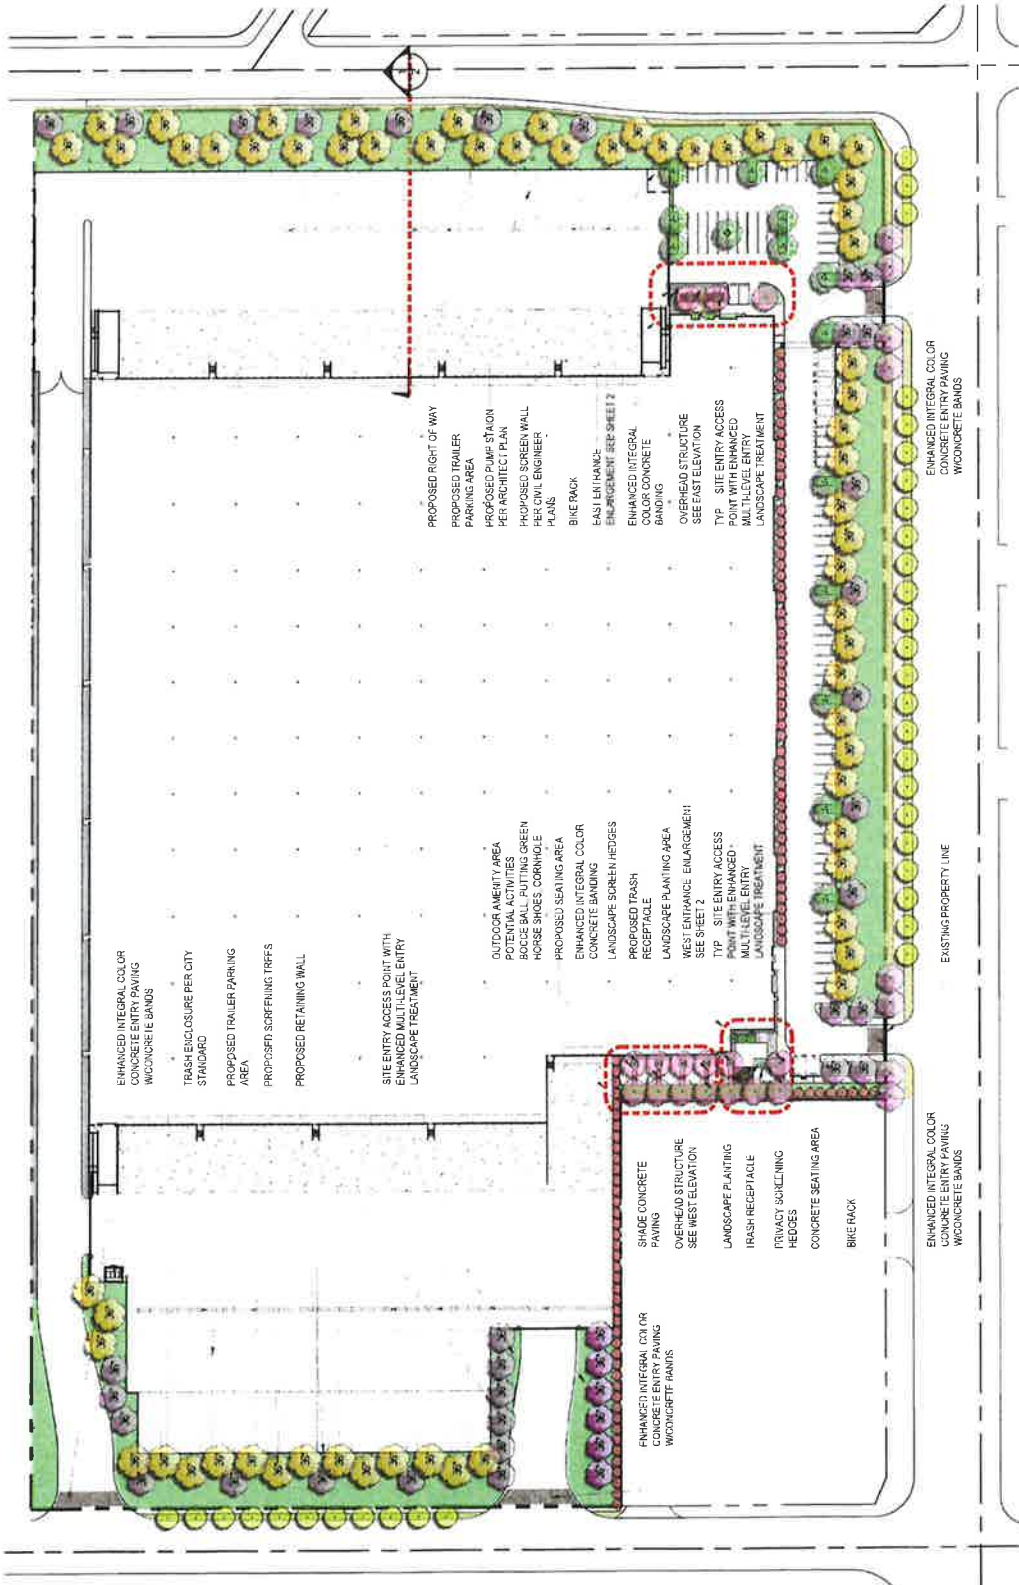 ENHANCED INTEGRAL COLOR
CONCRETE ENTRY PAVING
W/CONCRETE BANDS
TRASH ENCLOSURE PER CITY
STANDARD
PROPOSED TRAILER PARKING
AREA
PROPOSED SCREENING TREES
PROPOSED RETAINING WALL
SITE ENTRY ACCESS POINT WITH
ENHANCED MULTI-LEVEL ENTRY
LANDSCAPE TREATMENT
OUTDOOR AMENITY AREA
POTENTIAL ACTIVITIES
BOCCE BALL, PUTTING GREEN
HORSE SHOES, CORNHOLE
PROPOSED SEATING AREA
ENHANCED INTEGRAL COLOR
CONCRETE BANDING
LANDSCAPE SCREEN HEDGES
PROPOSED TRASH
RECEPTACLE
LANDSCAPE PLANTING AREA
WEST ENTRANCE ENLARGEMENT
SEE SHEET 2
TYP SITE ENTRY ACCESS
POINT WITH ENHANCED
MULTI-LEVEL ENTRY
LANDSCAPE TREATMENT
PROPOSED RIGHT OF WAY
PROPOSED TRAILER
PARKING AREA
PROPOSED PUMP STAION
PER ARCHITECT PLAN
PROPOSED SCREEN WALL
PER CIVIL ENGINEER
PLANS
BIKE RACK
EAST ENTRANCE
ENLARGEMENT SEE SHEET 2
ENHANCED INTEGRAL
COLOR CONCRETE
BANDING
OVERHEAD STRUCTURE
SEE EAST ELEVATION
TYP SITE ENTRY ACCESS
POINT WITH ENHANCED
MULTI-LEVEL ENTRY
LANDSCAPE TREATMENT
ENHANCED INTEGRAL COLOR
CONCRETE ENTRY PAVING
W/CONCRETE BANDS
SHADE CONCRETE
PAVING
OVERHEAD STRUCTURE
SEE WEST ELEVATION
LANDSCAPE PLANTING
TRASH RECEPTACLE
PRIVACY SCREENING
HEDGES
CONCRETE SEATING AREA
BIKE RACK
ENHANCED INTEGRAL COLOR
CONCRETE ENTRY PAVING
W/CONCRETE BANDS
EXISTING PROPERTY LINE
ENHANCED INTEGRAL COLOR
CONCRETE ENTRY PAVING
W/CONCRETE BANDS